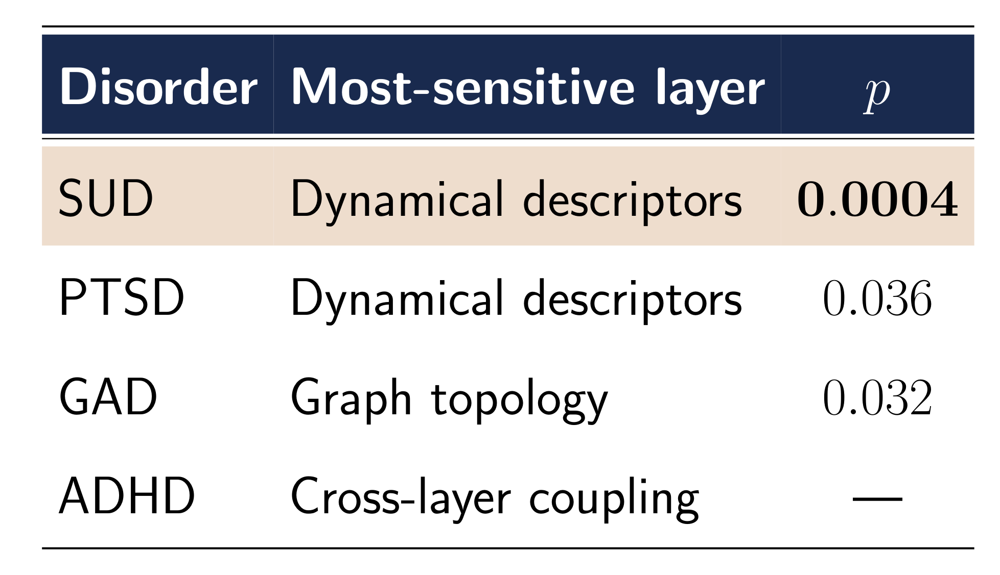 Disorder Most-sensitive layer p
SUD Dynamical descriptors 0.0004
PTSD Dynamical descriptors 0.036
GAD Graph topology 0.032
ADHD Cross-layer coupling —